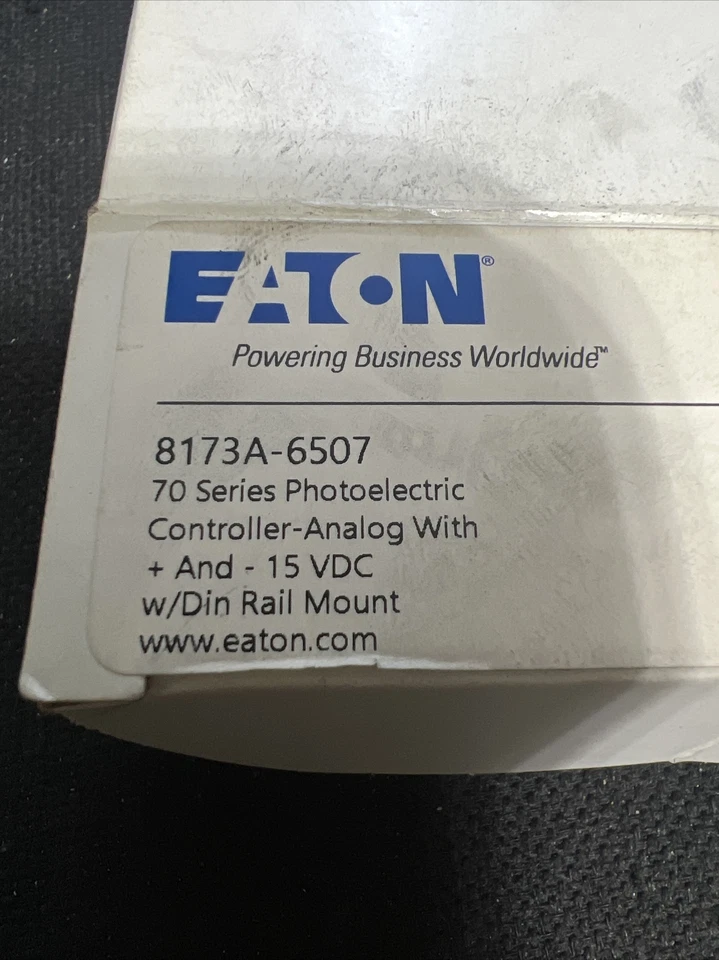 EATON®
Powering Business Worldwide™
8173A-6507
70 Series Photoelectric
Controller-Analog With
+ And - 15 VDC
w/Din Rail Mount
www.eaton.com